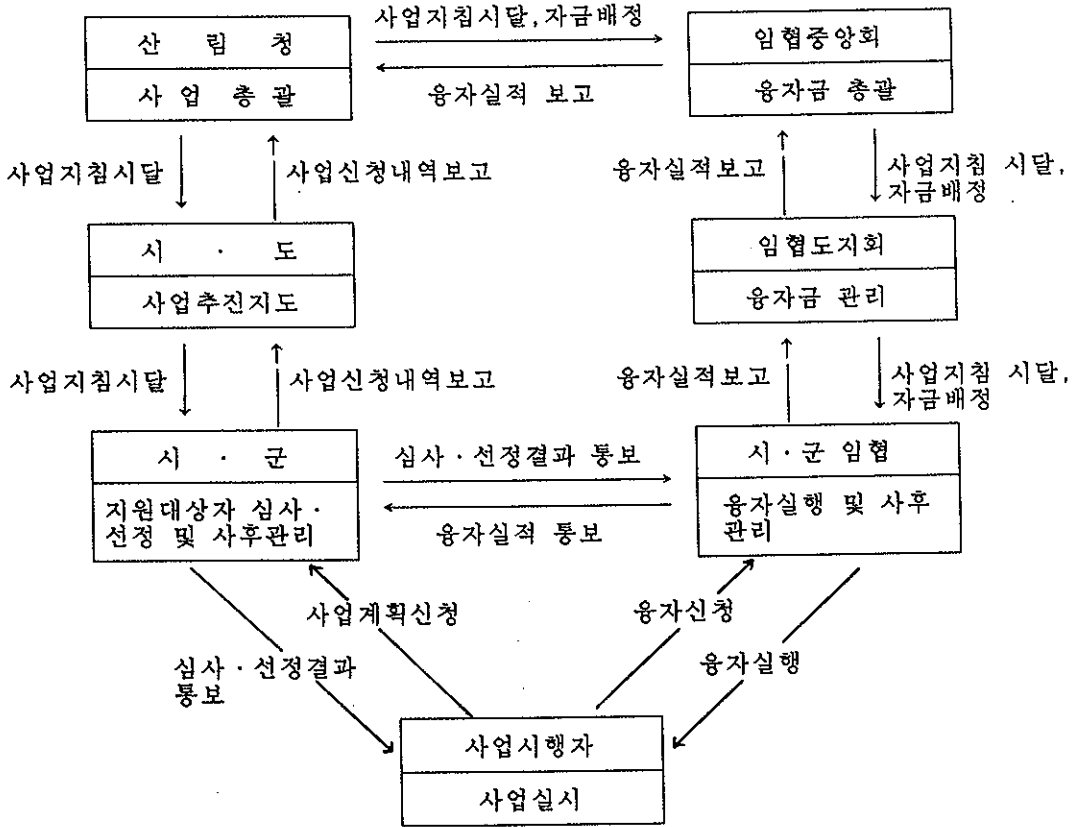 사업지침시달,자금배정
산 림 청
임협중앙회
사 업 총 괄
융자실적 보고
융자금 총괄
사업지침시달
사업신청내역보고
융자실적보고
사업지침 시달,
자금배정
시 · 도
임협도지회
사업추진지도
융자금 관리
사업지침시달
사업신청내역보고
융자실적보고
사업지침 시달,
자금배정
시 · 군
심사 · 선정결과 통보
시 · 군 임협
지원대상자 심사 ·
선정 및 사후관리
융자실적 통보
융자실행 및 사후
관리
사업계획신청
융자신청
심사 · 선정결과
통보
융자실행
사업시행자
사업실시